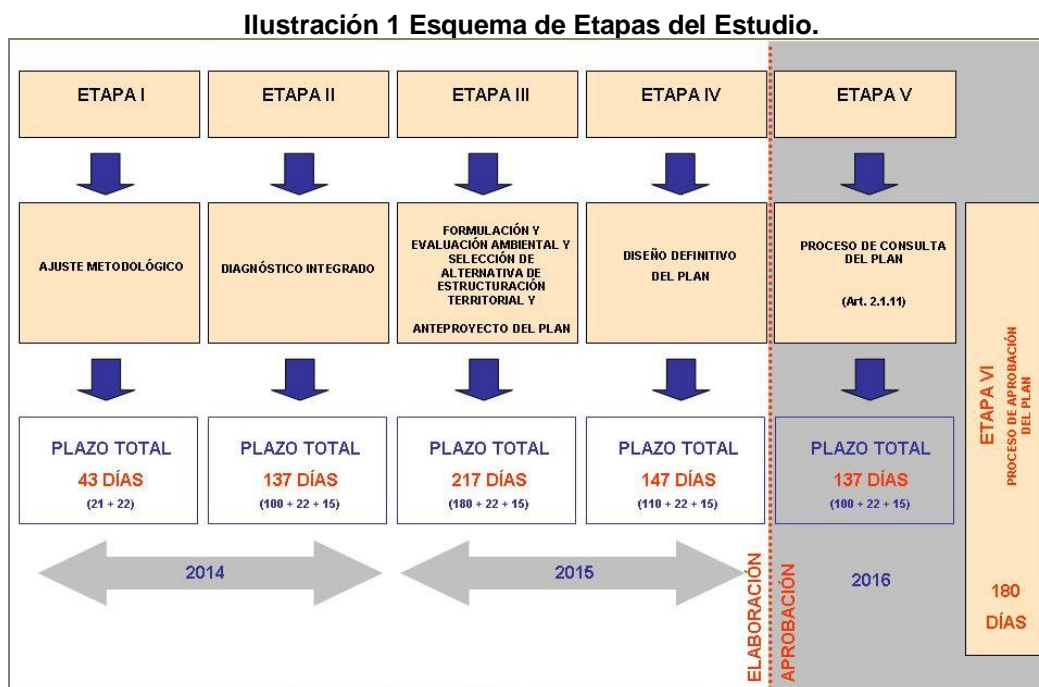 Ilustración 1 Esquema de Etapas del Estudio.
ETAPA I
ETAPA II
ETAPA III
ETAPA IV
ETAPA V
AJUSTE METODOLÓGICO
DIAGNÓSTICO INTEGRADO
FORMULACIÓN Y
EVALUACIÓN AMBIENTAL Y
SELECCIÓN DE
ALTERNATIVA DE
ESTRUCTURACIÓN
TERRITORIAL Y
ANTEPROYECTO DEL PLAN
DISEÑO DEFINITIVO
DEL PLAN
PROCESO DE CONSULTA
DEL PLAN
(Art. 2.1.11)
PLAZO TOTAL
43 DÍAS
(21 + 22)
PLAZO TOTAL
137 DÍAS
(100 + 22 + 15)
PLAZO TOTAL
217 DÍAS
(180 + 22 + 15)
PLAZO TOTAL
147 DÍAS
(110 + 22 + 15)
PLAZO TOTAL
137 DÍAS
(100 + 22 + 15)
2014
2015
ELABORACIÓN
APROBACIÓN
2016
ETAPA VI
PROCESO DE APROBACIÓN
DEL PLAN
180
DÍAS